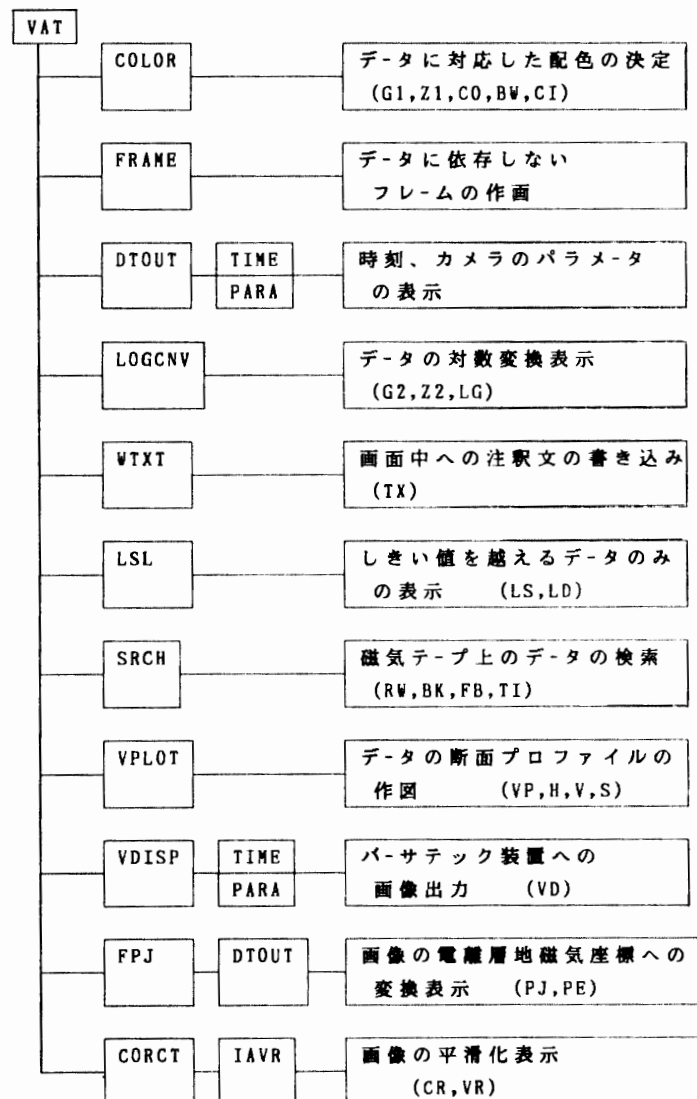 VAT
COLOR
データに対応した配色の決定
(G1,Z1,CO,BW,CI)
FRAME
データに依存しない
フレームの作画
DTOUT
TIME
PARA
時刻、カメラのパラメータ
の表示
LOGCNV
データの対数変換表示
(G2,Z2,LG)
WTXT
画面中への注釈文の書き込み
(TX)
LSL
しきい値を越えるデータのみ
の表示 (LS,LD)
SRCH
磁気テープ上のデータの検索
(RW,BK,FB,TI)
VPLOT
データの断面プロファイルの
作図 (VP,H,V,S)
VDISP
TIME
PARA
バーサテック装置への
画像出力 (VD)
FPJ
DTOUT
画像の電離層地磁気座標への
変換表示 (PJ,PE)
CORCT
IAVR
画像の平滑化表示
(CR,VR)